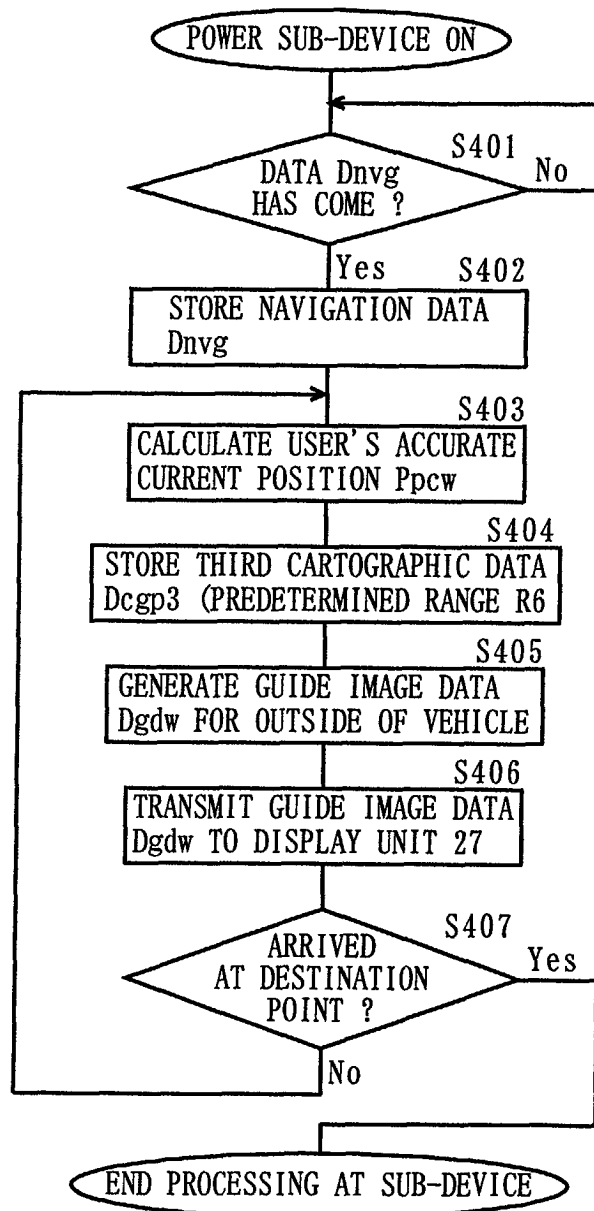 POWER SUB-DEVICE ON
S401
DATA Dnvg
HAS COME ?
No
Yes
S402
STORE NAVIGATION DATA
Dnvg
S403
CALCULATE USER'S ACCURATE
CURRENT POSITION Ppcw
S404
STORE THIRD CARTOGRAPHIC DATA
Dcgp3 (PREDETERMINED RANGE R6
S405
GENERATE GUIDE IMAGE DATA
Dgdw FOR OUTSIDE OF VEHICLE
S406
TRANSMIT GUIDE IMAGE DATA
Dgdw TO DISPLAY UNIT 27
S407
ARRIVED
AT DESTINATION
POINT ?
Yes
No
END PROCESSING AT SUB-DEVICE